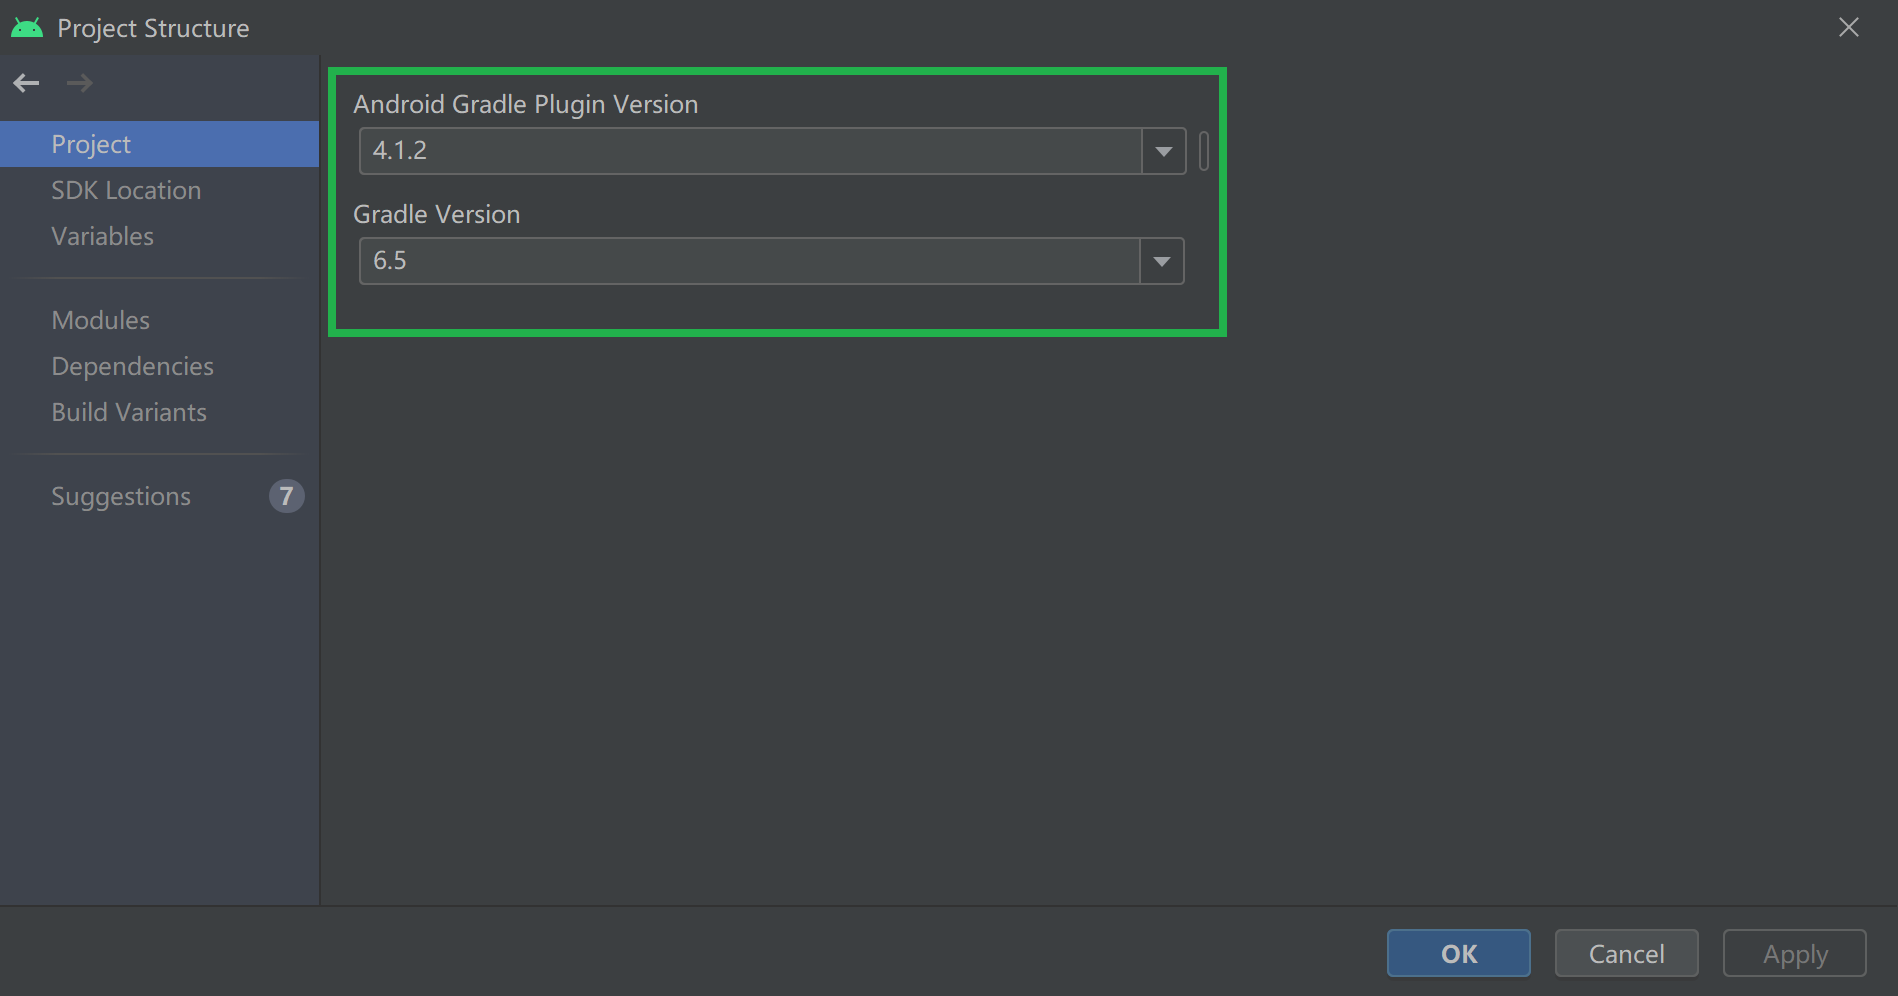 Project Structure
Project
SDK Location
Variables
Modules
Dependencies
Build Variants
Suggestions 7
Android Gradle Plugin Version
4.1.2
Gradle Version
6.5
OK Cancel Apply